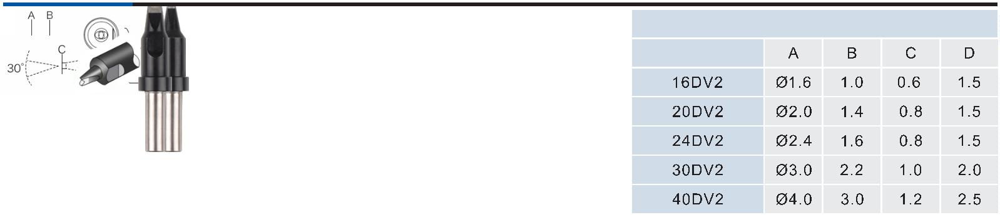 A B
C
30°
A B C D
16DV2 Ø1.6 1.0 0.6 1.5
20DV2 Ø2.0 1.4 0.8 1.5
24DV2 Ø2.4 1.6 0.8 1.5
30DV2 Ø3.0 2.2 1.0 2.0
40DV2 Ø4.0 3.0 1.2 2.5